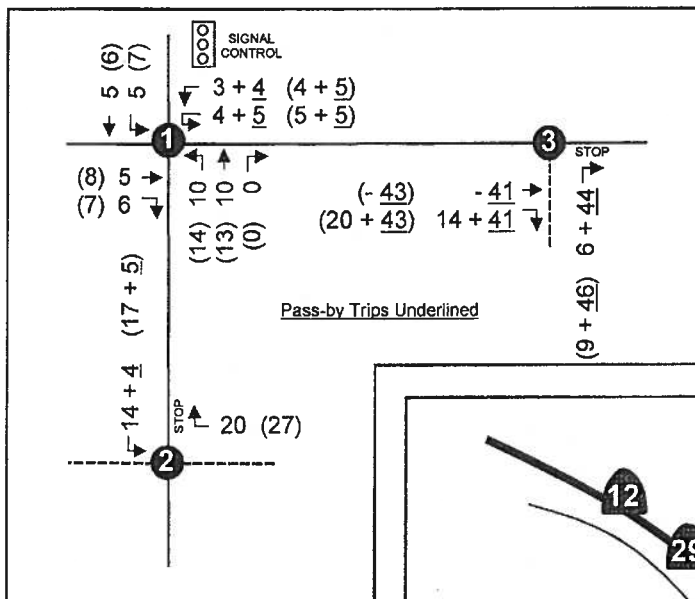 SIGNAL
CONTROL
5 (6)
5 (7)
3 + 4 (4 + 5)
4 + 5 (5 + 5)
1
3
STOP
(8) 5
(7) 6
(14) 10
(13) 10
(0) 0
(- 43) - 41
(20 + 43) 14 + 41
6 + 44
(9 + 46)
Pass-by Trips Underlined
14 + 4 (17 + 5)
STOP
20 (27)
2
12
29